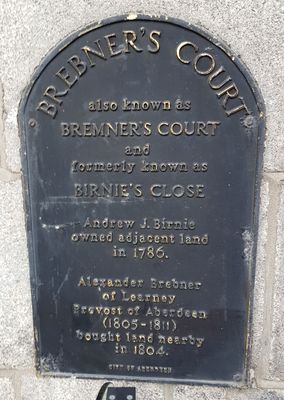 BREBNER'S COURT
also known as
BREMNER'S COURT
and
formerly known as
BIRNIE'S CLOSE
Andrew J. Birnie
owned adjacent land
in 1786.
Alexander Brebner
of Learney
Provost of Aberdeen
(1805-1811)
bought land nearby
in 1804.
CITY OF ABERDEEN